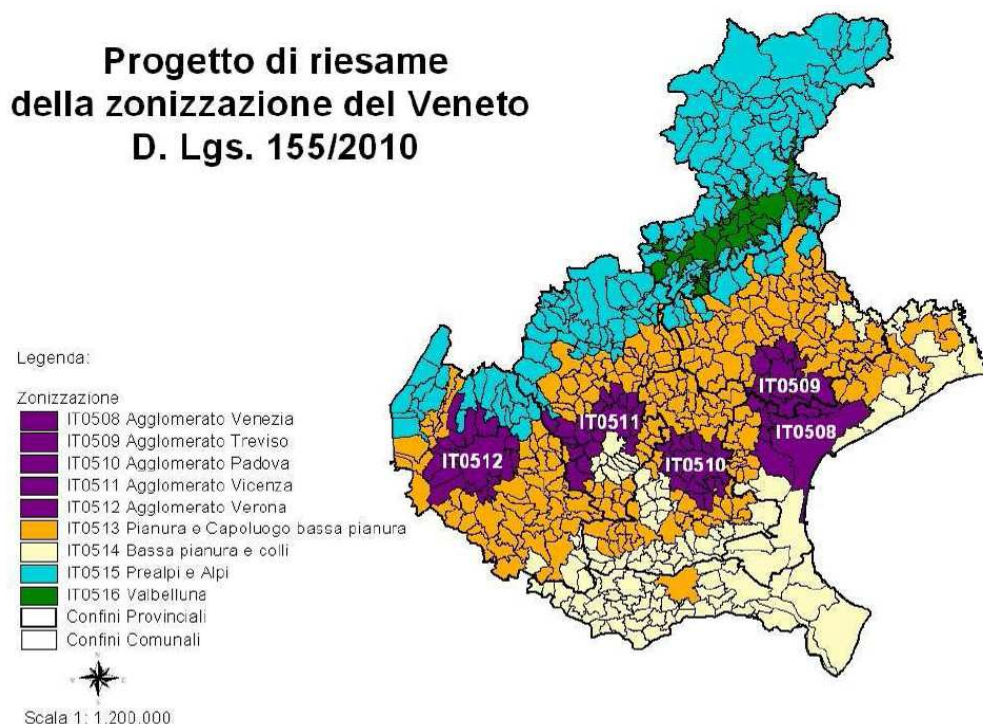 Progetto di riesame
della zonizzazione del Veneto
D. Lgs. 155/2010
Legenda:
Zonizzazione
IT0508 Agglomerato Venezia
IT0509 Agglomerato Treviso
IT0510 Agglomerato Padova
IT0511 Agglomerato Vicenza
IT0512 Agglomerato Verona
IT0513 Pianura e Capoluogo bassa pianura
IT0514 Bassa pianura e colli
IT0515 Prealpi e Alpi
IT0516 Valbelluna
Confini Provinciali
Confini Comunali
Scala 1: 1.200.000
IT0509
IT0511
IT0508
IT0512
IT0510